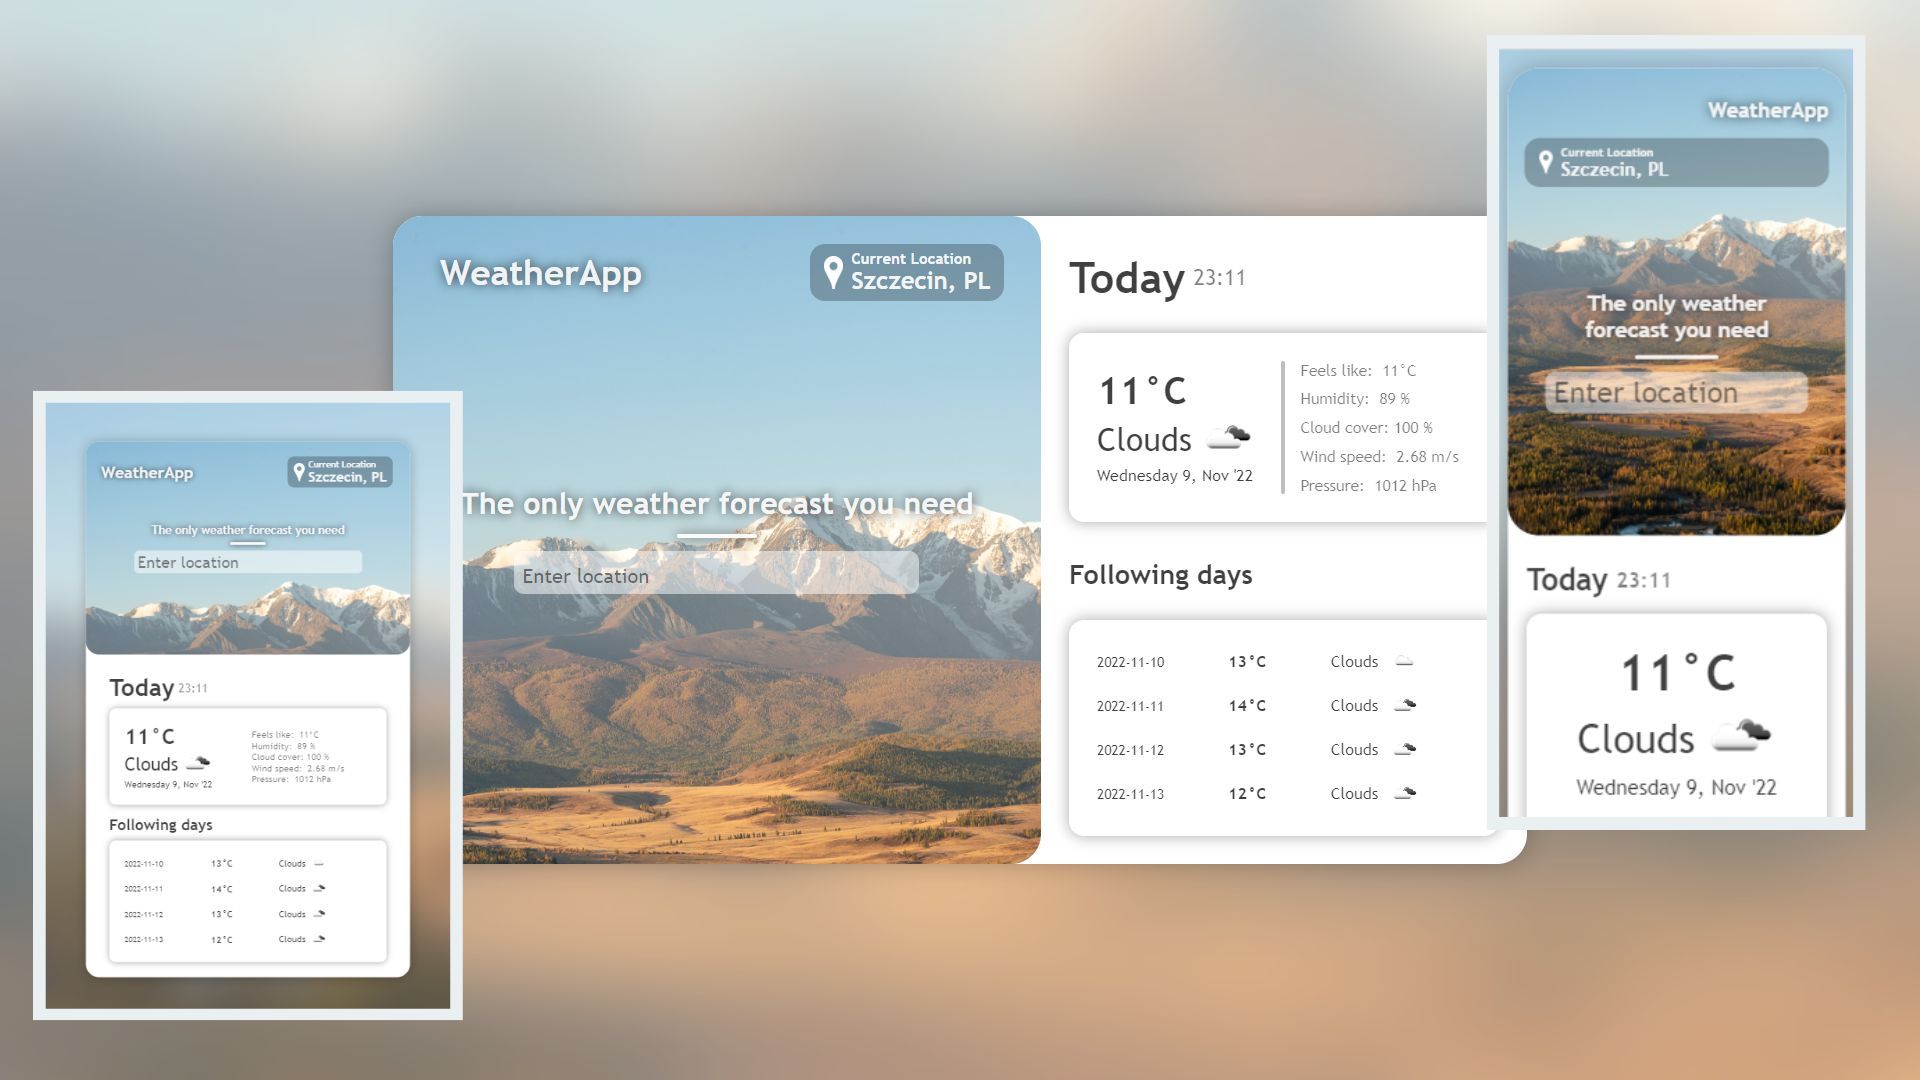 WeatherApp
Current Location
Szczecin, PL
The only weather forecast you need
Enter location
Today 23:11
11°C
Clouds
Wednesday 9, Nov '22
Feels like: 11°C
Humidity: 89 %
Cloud cover: 100 %
Wind speed: 2.68 m/s
Pressure: 1012 hPa
Following days
2022-11-10 13°C Clouds
2022-11-11 14°C Clouds
2022-11-12 13°C Clouds
2022-11-13 12°C Clouds
WeatherApp
Current Location
Szczecin, PL
The only weather forecast you need
Enter location
Today 23:11
11°C
Clouds
Wednesday 9, Nov '22
Feels like: 11°C
Humidity: 89 %
Cloud cover: 100 %
Wind speed: 2.68 m/s
Pressure: 1012 hPa
Following days
2022-11-10 13°C Clouds
2022-11-11 14°C Clouds
2022-11-12 13°C Clouds
2022-11-13 12°C Clouds
WeatherApp
Current Location
Szczecin, PL
The only weather
forecast you need
Enter location
Today 23:11
11°C
Clouds
Wednesday 9, Nov '22